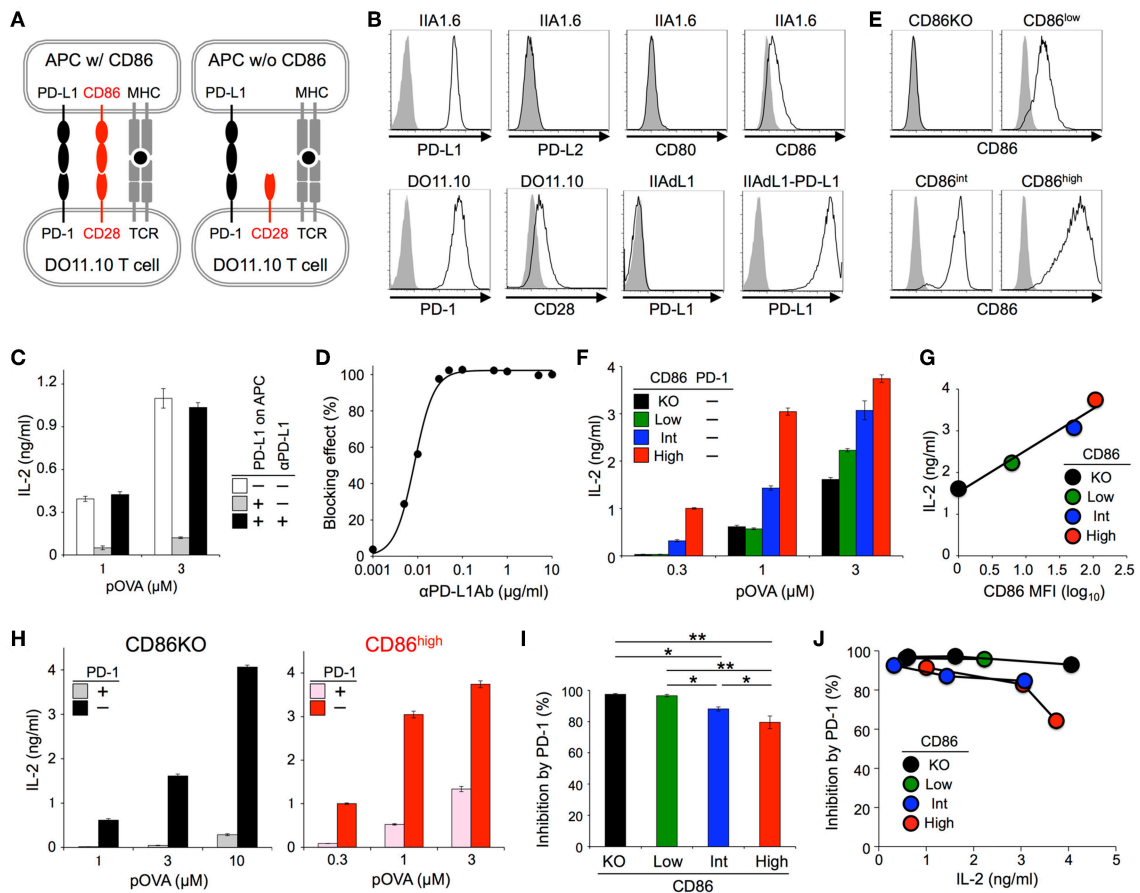 A
APC w/ CD86
PD-L1 CD86 MHC
PD-1 CD28 TCR
DO11.10 T cell
APC w/o CD86
PD-L1 MHC
PD-1 CD28 TCR
DO11.10 T cell
B
IIA1.6 IIA1.6 IIA1.6 IIA1.6
PD-L1 PD-L2 CD80 CD86
DO11.10 DO11.10 IIAdL1 IIAdL1-PD-L1
PD-1 CD28 PD-L1 PD-L1
E
CD86KO CD86low
CD86
CD86int CD86high
CD86
C
IL-2 (ng/ml)
1.2
0.9
0.6
0.3
0
1 3
pOVA (µM)
PD-L1 on APC
αPD-L1
− −
+ −
+ +
D
Blocking effect (%)
100
80
60
40
20
0
0.001 0.01 0.1 1 10
αPD-L1Ab (µg/ml)
F
IL-2 (ng/ml)
4
3
2
1
0
CD86 PD-1
KO −
Low −
Int −
High −
0.3 1 3
pOVA (µM)
G
IL-2 (ng/ml)
4
3
2
1
0
0 0.5 1.0 1.5 2.0
CD86 MFI (log10)
CD86
KO
Low
Int
High
H
CD86KO
IL-2 (ng/ml)
4
3
2
1
0
PD-1
+
−
1 3 10
pOVA (µM)
CD86high
4
3
2
1
0
PD-1
+
−
0.3 1 3
pOVA (µM)
I
Inhibition by PD-1 (%)
100
80
60
40
20
0
**
*
**
* *
KO Low Int High
CD86
J
Inhibition by PD-1 (%)
100
80
60
40
20
0
CD86
KO
Low
Int
High
0 1 2 3 4 5
IL-2 (ng/ml)